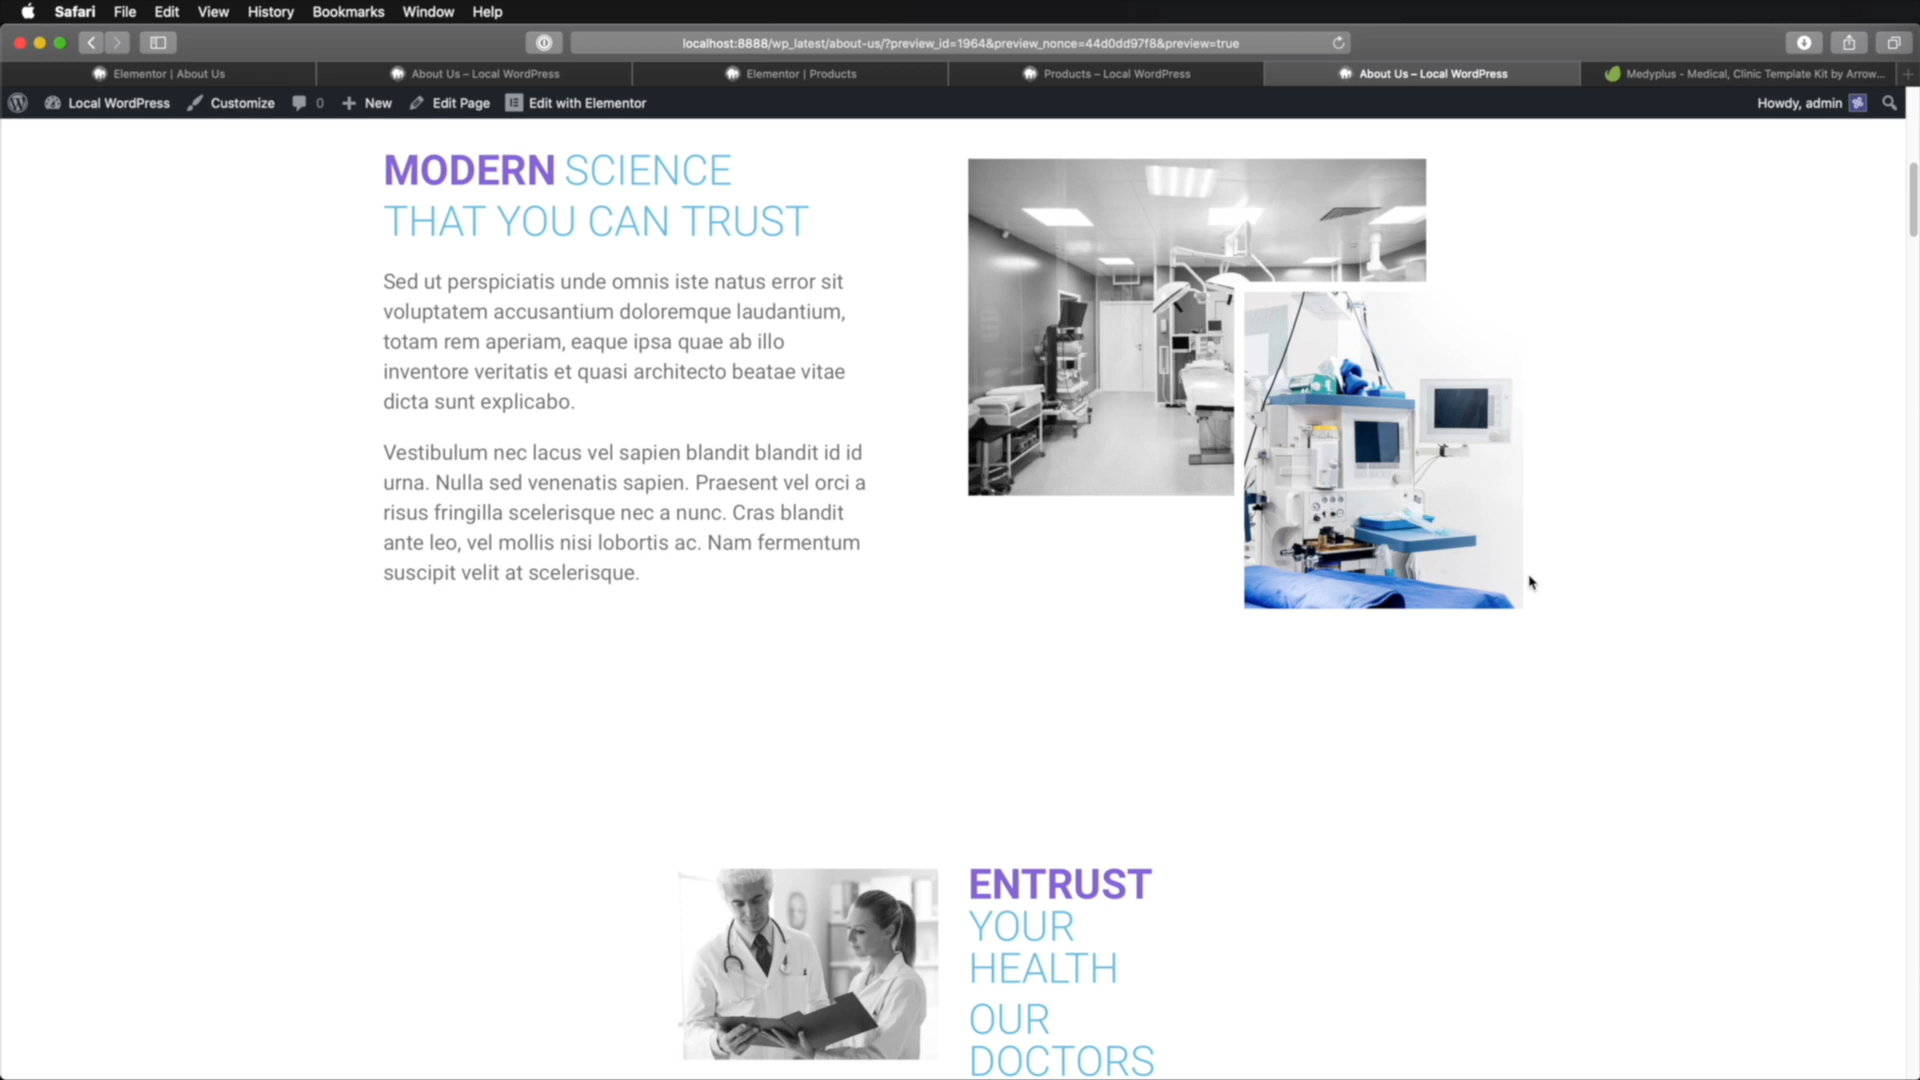 Safari File Edit View History Bookmarks Window Help
localhost:8888/wp_latest/about-us/?preview_id=1964&preview_nonce=44d0dd97f8&preview=true
Elementor | About Us
About Us – Local WordPress
Elementor | Products
Products – Local WordPress
About Us – Local WordPress
Medyplus - Medical, Clinic Template Kit by Arrow...
Local WordPress Customize 0 New Edit Page Edit with Elementor Howdy, admin
MODERN SCIENCE
THAT YOU CAN TRUST
Sed ut perspiciatis unde omnis iste natus error sit
voluptatem accusantium doloremque laudantium,
totam rem aperiam, eaque ipsa quae ab illo
inventore veritatis et quasi architecto beatae vitae
dicta sunt explicabo.
Vestibulum nec lacus vel sapien blandit blandit id id
urna. Nulla sed venenatis sapien. Praesent vel orci a
risus fringilla scelerisque nec a nunc. Cras blandit
ante leo, vel mollis nisi lobortis ac. Nam fermentum
suscipit velit at scelerisque.
ENTRUST
YOUR
HEALTH
OUR
DOCTORS